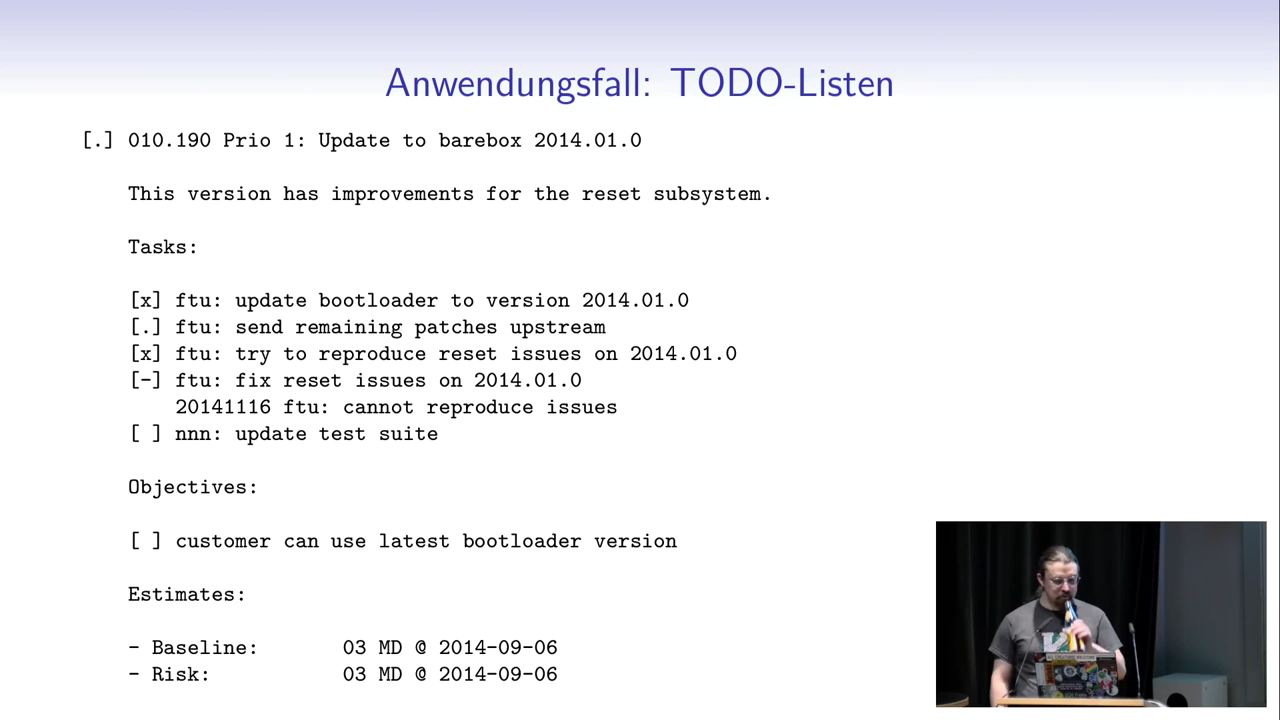 Anwendungsfall: TODO-Listen
[.] 010.190 Prio 1: Update to barebox 2014.01.0
This version has improvements for the reset subsystem.
Tasks:
[x] ftu: update bootloader to version 2014.01.0
[.] ftu: send remaining patches upstream
[x] ftu: try to reproduce reset issues on 2014.01.0
[-] ftu: fix reset issues on 2014.01.0
20141116 ftu: cannot reproduce issues
[ ] nnn: update test suite
Objectives:
[ ] customer can use latest bootloader version
Estimates:
- Baseline: 03 MD @ 2014-09-06
- Risk: 03 MD @ 2014-09-06